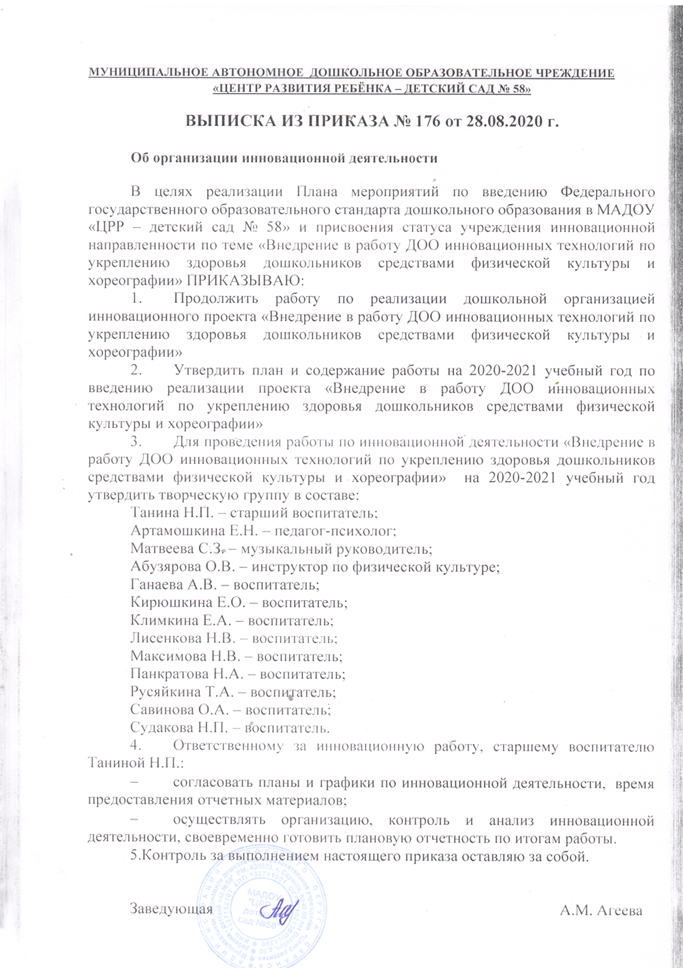 МУНИЦИПАЛЬНОЕ АВТОНОМНОЕ ДОШКОЛЬНОЕ ОБРАЗОВАТЕЛЬНОЕ ЧРЕЖДЕНИЕ
«ЦЕНТР РАЗВИТИЯ РЕБЁНКА – ДЕТСКИЙ САД № 58»
ВЫПИСКА ИЗ ПРИКАЗА № 176 от 28.08.2020 г.
Об организации инновационной деятельности
В целях реализации Плана мероприятий по введению Федерального
государственного образовательного стандарта дошкольного образования в МАДОУ
«ЦРР – детский сад № 58» и присвоения статуса учреждения инновационной
направленности по теме «Внедрение в работу ДОО инновационных технологий по
укреплению здоровья дошкольников средствами физической культуры и
хореографии» ПРИКАЗЫВАЮ:
1. Продолжить работу по реализации дошкольной организацией
инновационного проекта «Внедрение в работу ДОО инновационных технологий по
укреплению здоровья дошкольников средствами физической культуры и
хореографии»
2. Утвердить план и содержание работы на 2020-2021 учебный год по
введению реализации проекта «Внедрение в работу ДОО инновационных
технологий по укреплению здоровья дошкольников средствами физической
культуры и хореографии»
3. Для проведения работы по инновационной деятельности «Внедрение в
работу ДОО инновационных технологий по укреплению здоровья дошкольников
средствами физической культуры и хореографии» на 2020-2021 учебный год
утвердить творческую группу в составе:
Танина Н.П. – старший воспитатель;
Артамошкина Е.Н. – педагог-психолог;
Матвеева С.З. – музыкальный руководитель;
Абузярова О.В. – инструктор по физической культуре;
Ганаева А.В. – воспитатель;
Кирюшкина Е.О. – воспитатель;
Климкина Е.А. – воспитатель;
Лисенкова Н.В. – воспитатель;
Максимова Н.В. – воспитатель;
Панкратова Н.А. – воспитатель;
Русяйкина Т.А. – воспитатель;
Савинова О.А. – воспитатель;
Судакова Н.П. – воспитатель.
4. Ответственному за инновационную работу, старшему воспитателю
Таниной Н.П.:
– согласовать планы и графики по инновационной деятельности, время
предоставления отчетных материалов;
– осуществлять организацию, контроль и анализ инновационной
деятельности, своевременно готовить плановую отчетность по итогам работы.
5.Контроль за выполнением настоящего приказа оставляю за собой.
Заведующая А.М. Агеева